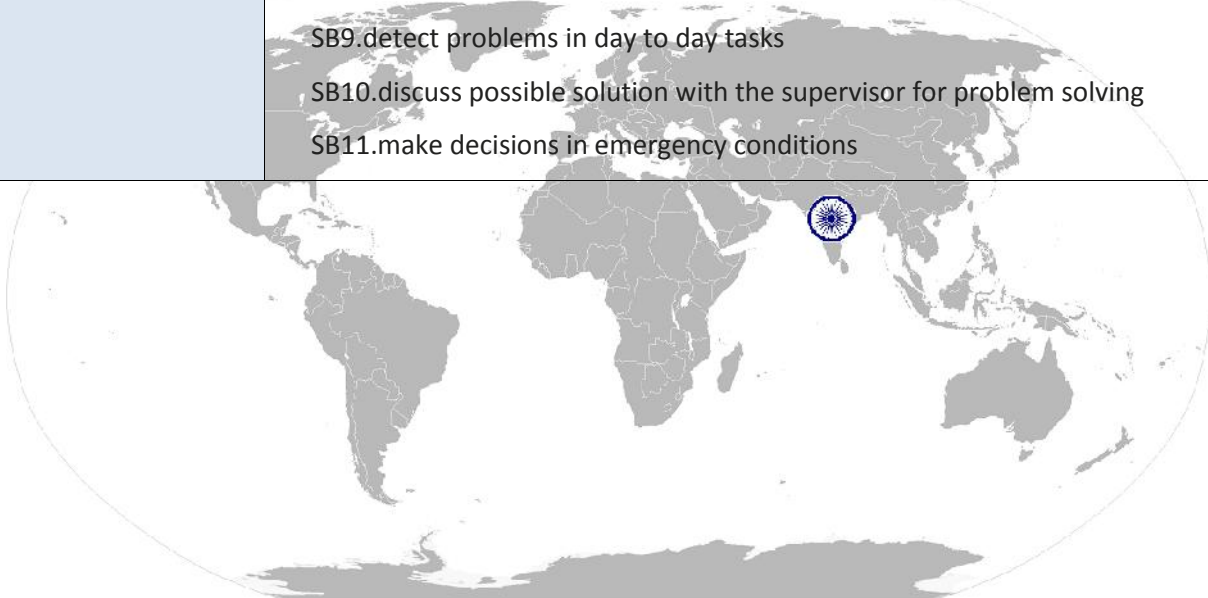 SB9.detect problems in day to day tasks
SB10.discuss possible solution with the supervisor for problem solving
SB11.make decisions in emergency conditions